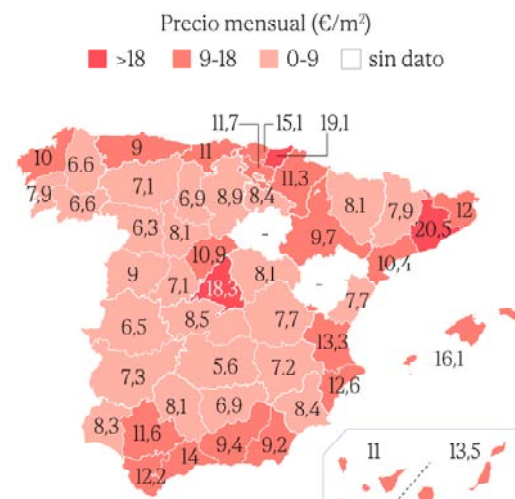 Precio mensual (€/m²)
>18 9-18 0-9 sin dato
11,7 15,1 19,1
10 6.6 9 11 11,3
7,9 6,6 7,1 6,9 8,9 8,4 8,1 7,9 12
6,3 8,1 - 9,7 20,5
10,9 10,4
9 7,1 18,3 8,1 - 7,7
6.5 8,5 7,7 13,3 16,1
7,3 5.6 7.2 12,6
8,3 11,6 8,1 6,9 8,4
12,2 14 9,4 9,2 11 13,5